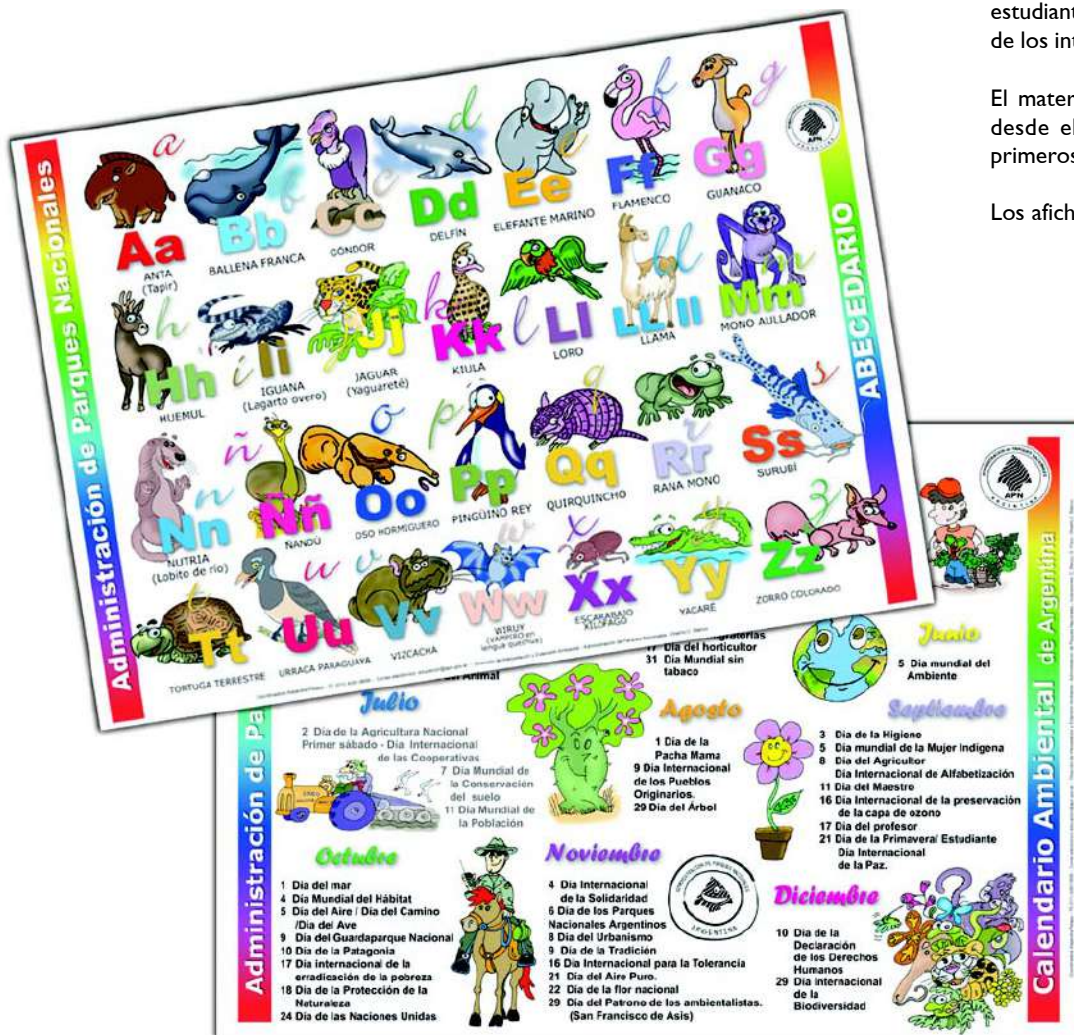 estudiant
de los int
El mater
desde el
primeros
Los afich
Administración de Parques Nacionales
ABECEDARIO
APN
a
Aa
ANTA
(Tapir)
b
Bb
BALLENA FRANCA
c
Cc
CÓNDOR
d
Dd
DELFÍN
e
Ee
ELEFANTE MARINO
f
Ff
FLAMENCO
g
Gg
GUANACO
h
Hh
HUEMUL
i
Ii
IGUANA
(Lagarto overo)
j
Jj
JAGUAR
(Yaguareté)
k
Kk
KIULA
l
Ll
LORO
ll
LL ll
LLAMA
m
Mm
MONO AULLADOR
n
Nn
NUTRIA
(Lobito de río)
ñ
Ññ
ÑANDÚ
o
Oo
OSO HORMIGUERO
p
Pp
PINGÜINO REY
q
Qq
QUIRQUINCHO
r
Rr
RANA MONO
s
Ss
SURUBÍ
t
Tt
TORTUGA TERRESTRE
u
Uu
URRACA PARAGUAYA
v
Vv
VIZCACHA
w
Ww
WIRUY
(VAMPIRO en
lengua quechua)
x
Xx
ESCARABAJO
XILÓFAGO
y
Yy
YACARÉ
z
Zz
ZORRO COLORADO
Administración de Pa
Calendario Ambiental de Argentina
APN
ARGENTINA
17 Día del horticultor
31 Día Mundial sin
tabaco
Junio
5 Día mundial del
Ambiente
Julio
2 Día de la Agricultura Nacional
Primer sábado - Día Internacional
de las Cooperativas
7 Día Mundial de
la Conservación
del suelo
11 Día Mundial de
la Población
Agosto
1 Día de la
Pacha Mama
9 Día Internacional
de los Pueblos
Originarios.
29 Día del Árbol
Septiembre
3 Día de la Higiene
5 Día mundial de la Mujer Indígena
8 Día del Agricultor
Día Internacional de Alfabetización
11 Día del Maestro
16 Día Internacional de la preservación
de la capa de ozono
17 Día del profesor
21 Día de la Primavera/ Estudiante
Día Internacional
de la Paz.
Octubre
1 Día del mar
4 Día Mundial del Hábitat
5 Día del Aire / Día del Camino
/Día del Ave
9 Día del Guardaparque Nacional
10 Día de la Patagonia
17 Día internacional de la
erradicación de la pobreza
18 Día de la Protección de la
Naturaleza
24 Día de las Naciones Unidas
Noviembre
4 Día Internacional
de la Solidaridad
6 Día de los Parques
Nacionales Argentinos
8 Día del Urbanismo
9 Día de la Tradición
16 Día Internacional para la Tolerancia
21 Día del Aire Puro.
22 Día de la flor nacional
29 Día del Patrono de los ambientalistas.
(San Francisco de Asís)
ARGENTINA
Diciembre
10 Día de la
Declaración
de los Derechos
Humanos
29 Día internacional
de la
Biodiversidad